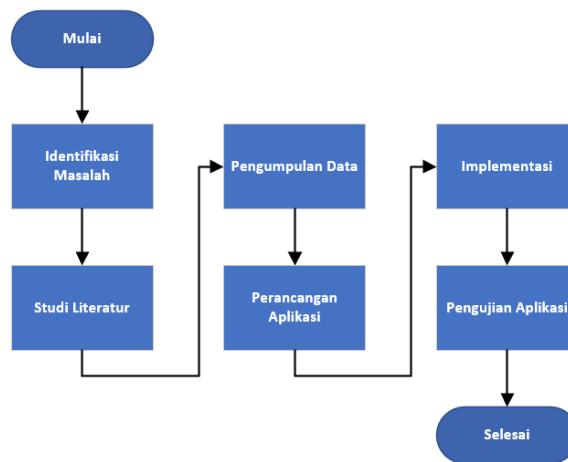 Mulai
Identifikasi
Masalah
Studi Literatur
Pengumpulan Data
Perancangan
Aplikasi
Implementasi
Pengujian Aplikasi
Selesai